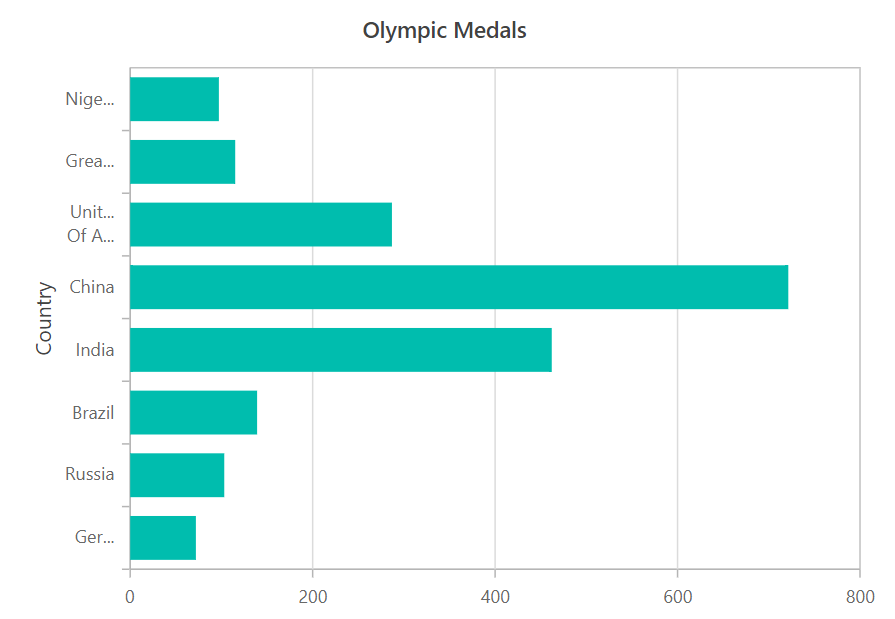 Olympic Medals
Nige...
Grea...
Unit...
Of A...
China
India
Brazil
Russia
Ger...
Country
0 200 400 600 800